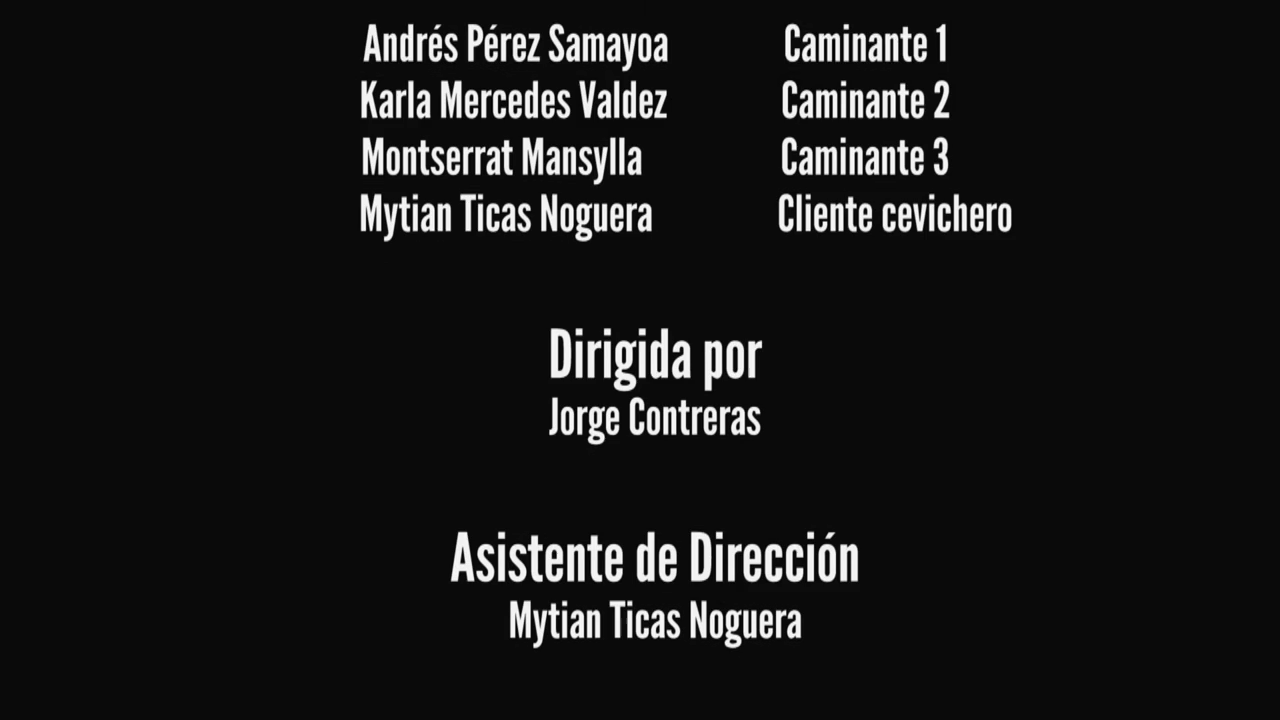 Andrés Pérez Samayoa Caminante 1
Karla Mercedes Valdez Caminante 2
Montserrat Mansylla Caminante 3
Mytian Ticas Noguera Cliente cevichero
Dirigida por
Jorge Contreras
Asistente de Dirección
Mytian Ticas Noguera